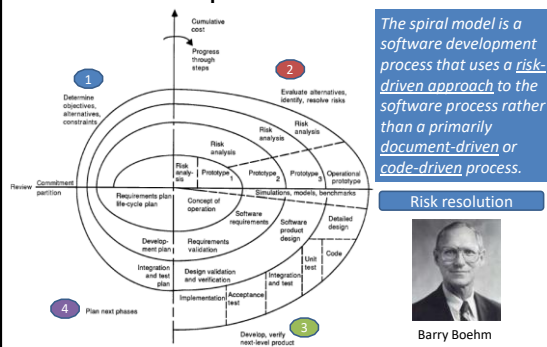 Cumulative
cost
Progress
through
steps
1
2
Determine
objectives,
alternatives,
constraints
Evaluate alternatives,
identify, resolve risks
Risk
analysis
Risk
analysis
Risk
analysis
Risk
analy-
sis
Prototype
1
Prototype
2
Prototype
3
Operational
prototype
Review
Commitment
partition
Simulations, models, benchmarks
Requirements plan
life-cycle plan
Concept of
operation
Software
requirements
Software
product
design
Detailed
design
Develop-
ment plan
Requirements
validation
Unit
test
Code
Integration
and test
plan
Design validation
and verification
Integration
and test
Acceptance
test
Implementation
4
Plan next phases
3
Develop, verify
next-level product
The spiral model is a
software development
process that uses a risk-
driven approach to the
software process rather
than a primarily
document-driven or
code-driven process.
Risk resolution
Barry Boehm